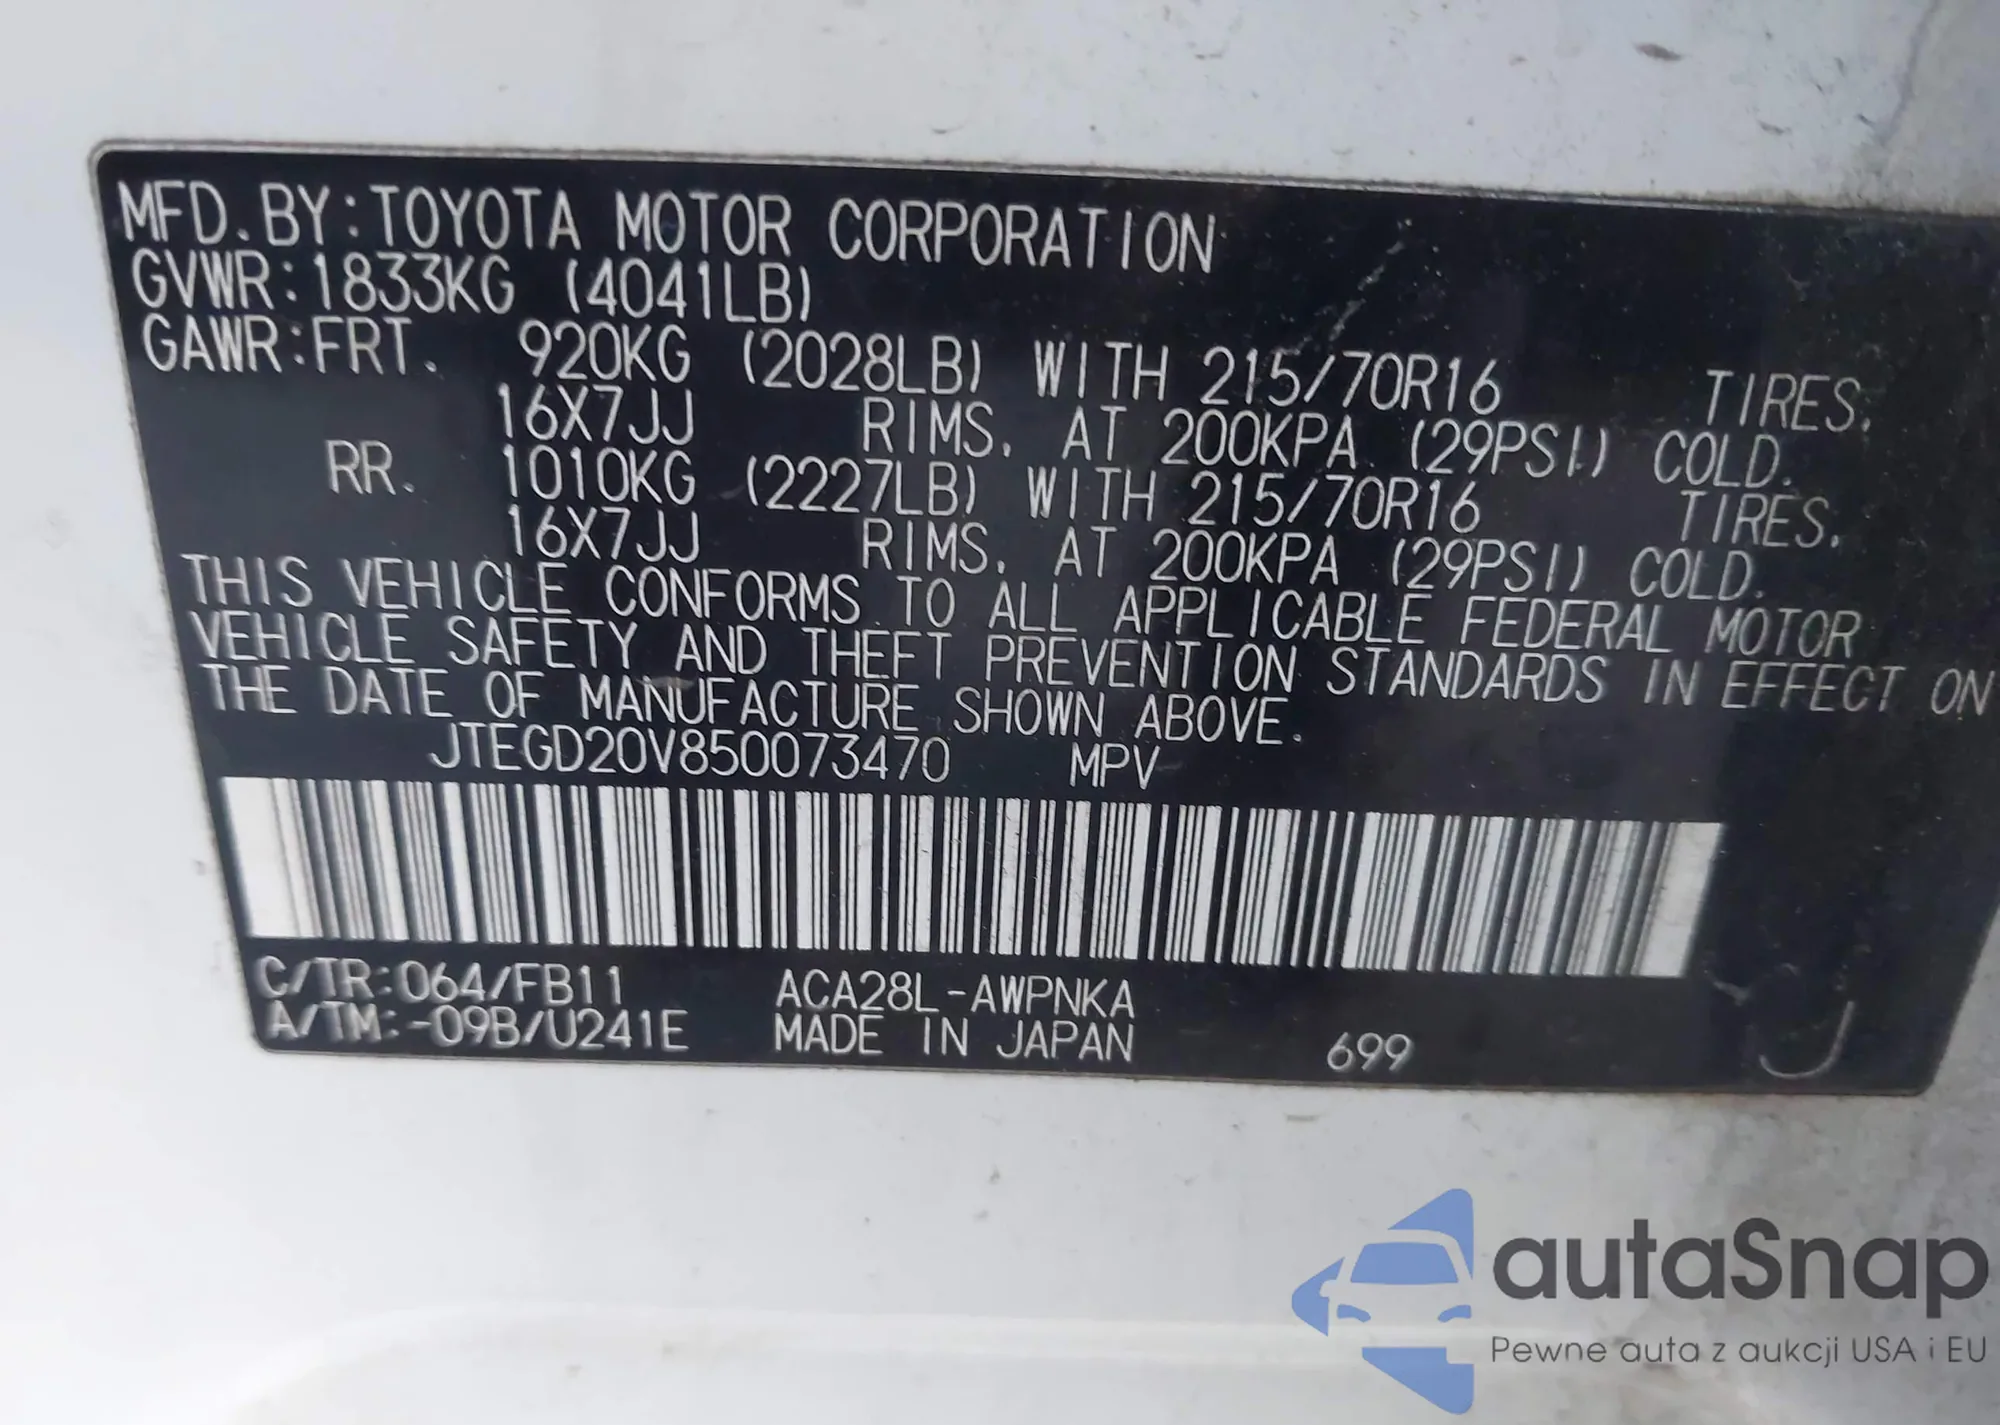 MFD. BY: TOYOTA MOTOR CORPORATION
GVWR: 1833KG (4041LB)
GAWR: FRT. 920KG (2028LB) WITH 215/70R16 TIRES.
16X7JJ RIMS. AT 200KPA (29PSI) COLD.
RR. 1010KG (2227LB) WITH 215/70R16 TIRES.
16X7JJ RIMS. AT 200KPA (29PSI) COLD.
THIS VEHICLE CONFORMS TO ALL APPLICABLE FEDERAL MOTOR
VEHICLE SAFETY AND THEFT PREVENTION STANDARDS IN EFFECT ON
THE DATE OF MANUFACTURE SHOWN ABOVE.
JTEGD20V850073470 MPV
C/TR: 064/FB11 ACA28L-AWPNKA
A/TM: -09B/U241E MADE IN JAPAN 699 J
autaSnap
Pewne auta z aukcji USA i EU